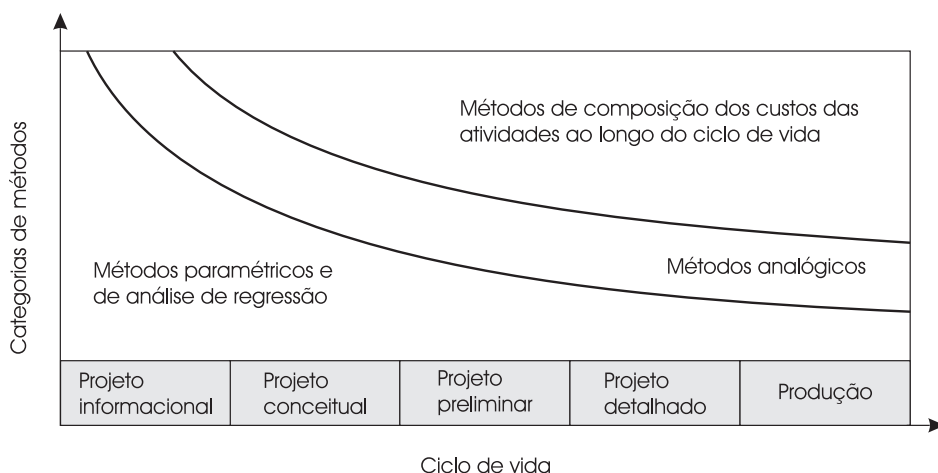 Categorias de métodos
Métodos de composição dos custos das
atividades ao longo do ciclo de vida
Métodos paramétricos e
de análise de regressão
Métodos analógicos
Projeto
informacional
Projeto
conceitual
Projeto
preliminar
Projeto
detalhado
Produção
Ciclo de vida